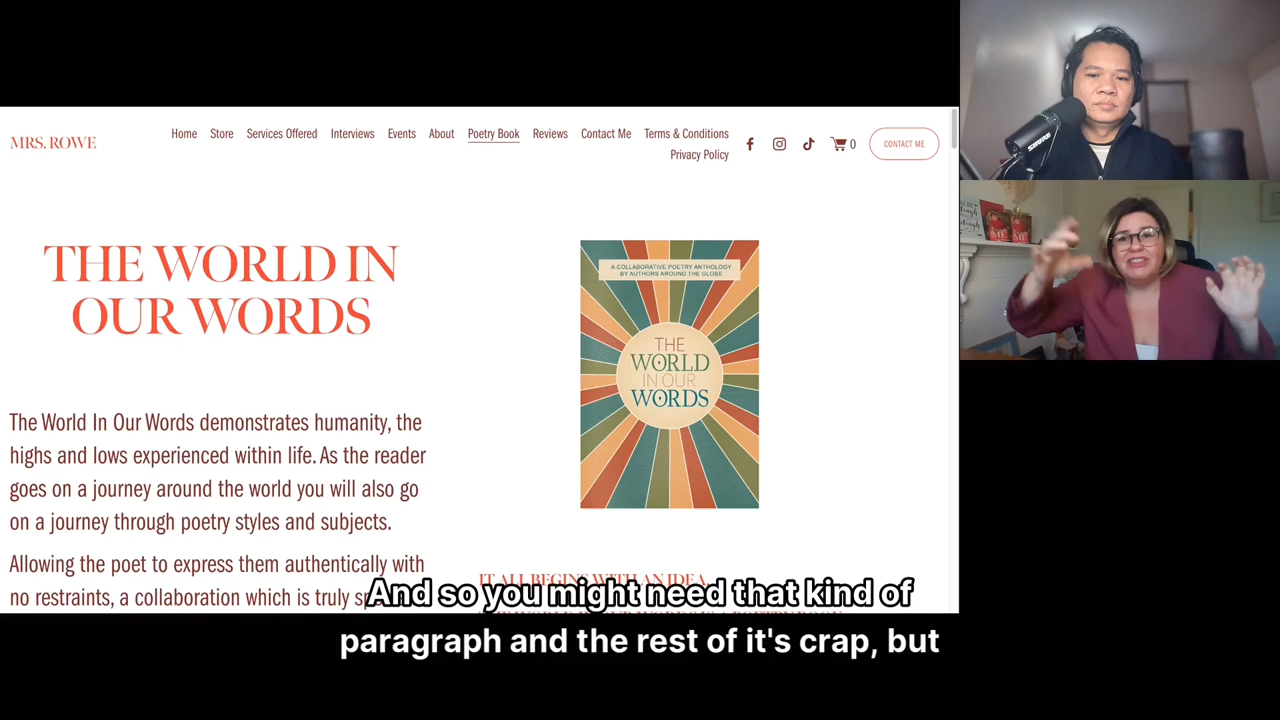 MRS. ROWE
Home Store Services Offered Interviews Events About Poetry Book Reviews Contact Me Terms & Conditions
Privacy Policy
0
CONTACT ME
THE WORLD IN
OUR WORDS
The World In Our Words demonstrates humanity, the
highs and lows experienced within life. As the reader
goes on a journey around the world you will also go
on a journey through poetry styles and subjects.
Allowing the poet to express them authentically with
no restraints, a collaboration which is truly
A COLLABORATIVE POETRY ANTHOLOGY
BY AUTHORS AROUND THE GLOBE
THE
WORLD
IN OUR
WORDS
IT ALL BEGINS WITH AN IDEA.
And so you might need that kind of
paragraph and the rest of it's crap, but
SHURE